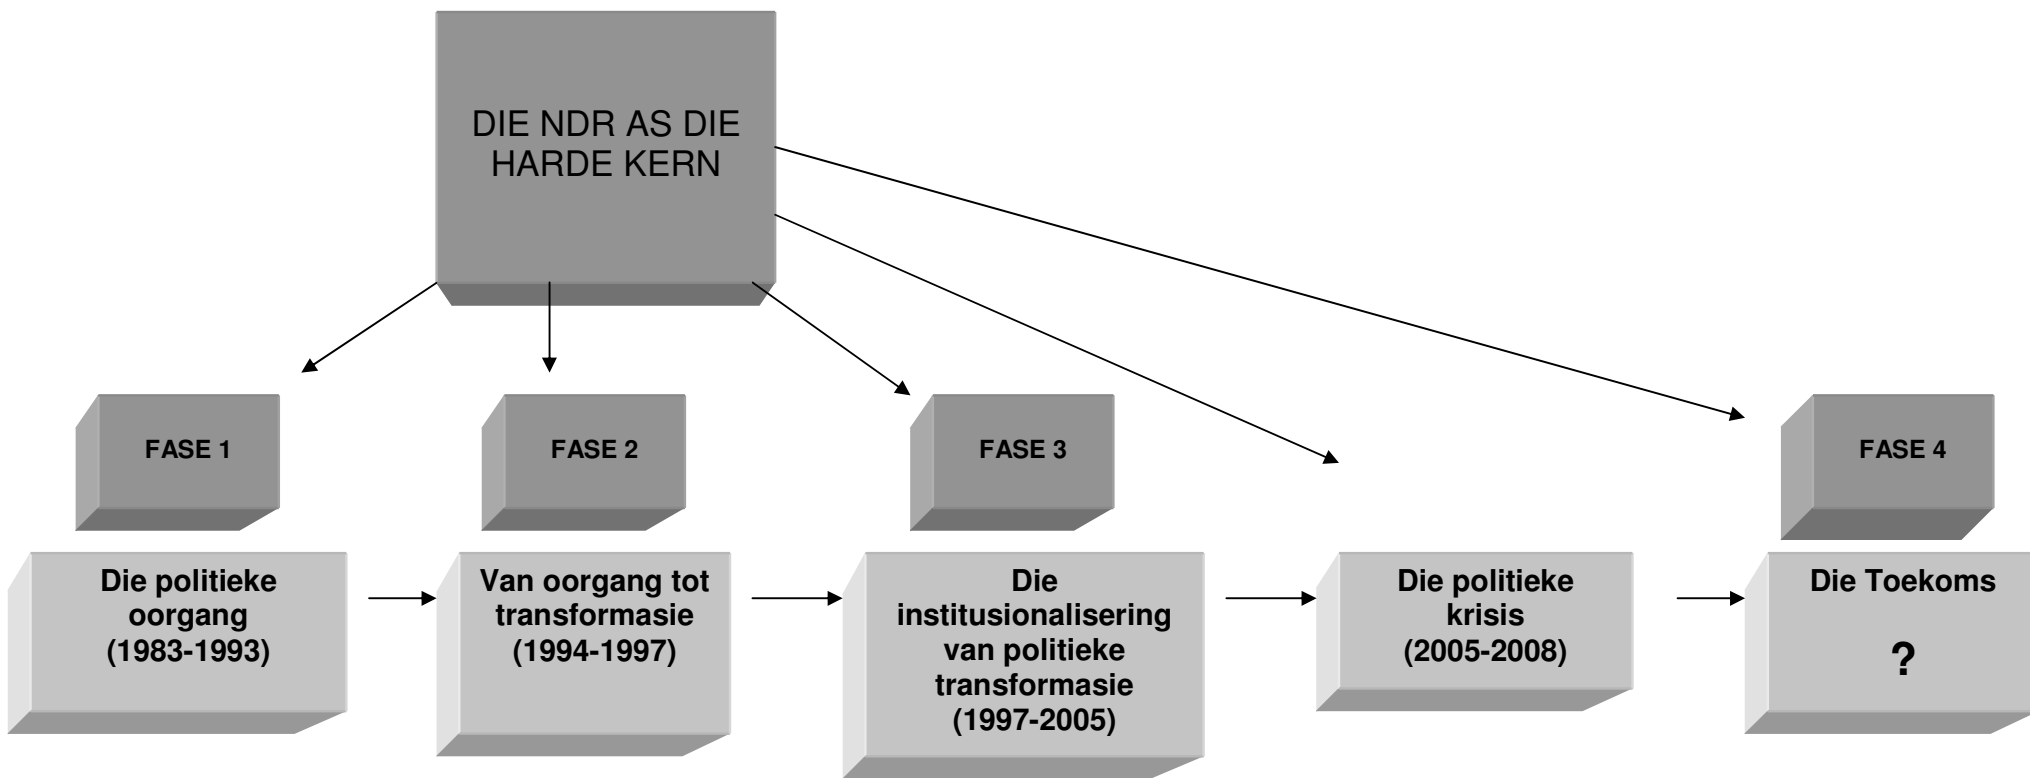 DIE NDR AS DIE
HARDE KERN
FASE 1
FASE 2
FASE 3
FASE 4
Die politieke
oorgang
(1983-1993)
Van oorgang tot
transformasie
(1994-1997)
Die
institusionalisering
van politieke
transformasie
(1997-2005)
Die politieke
krisis
(2005-2008)
Die Toekoms
?